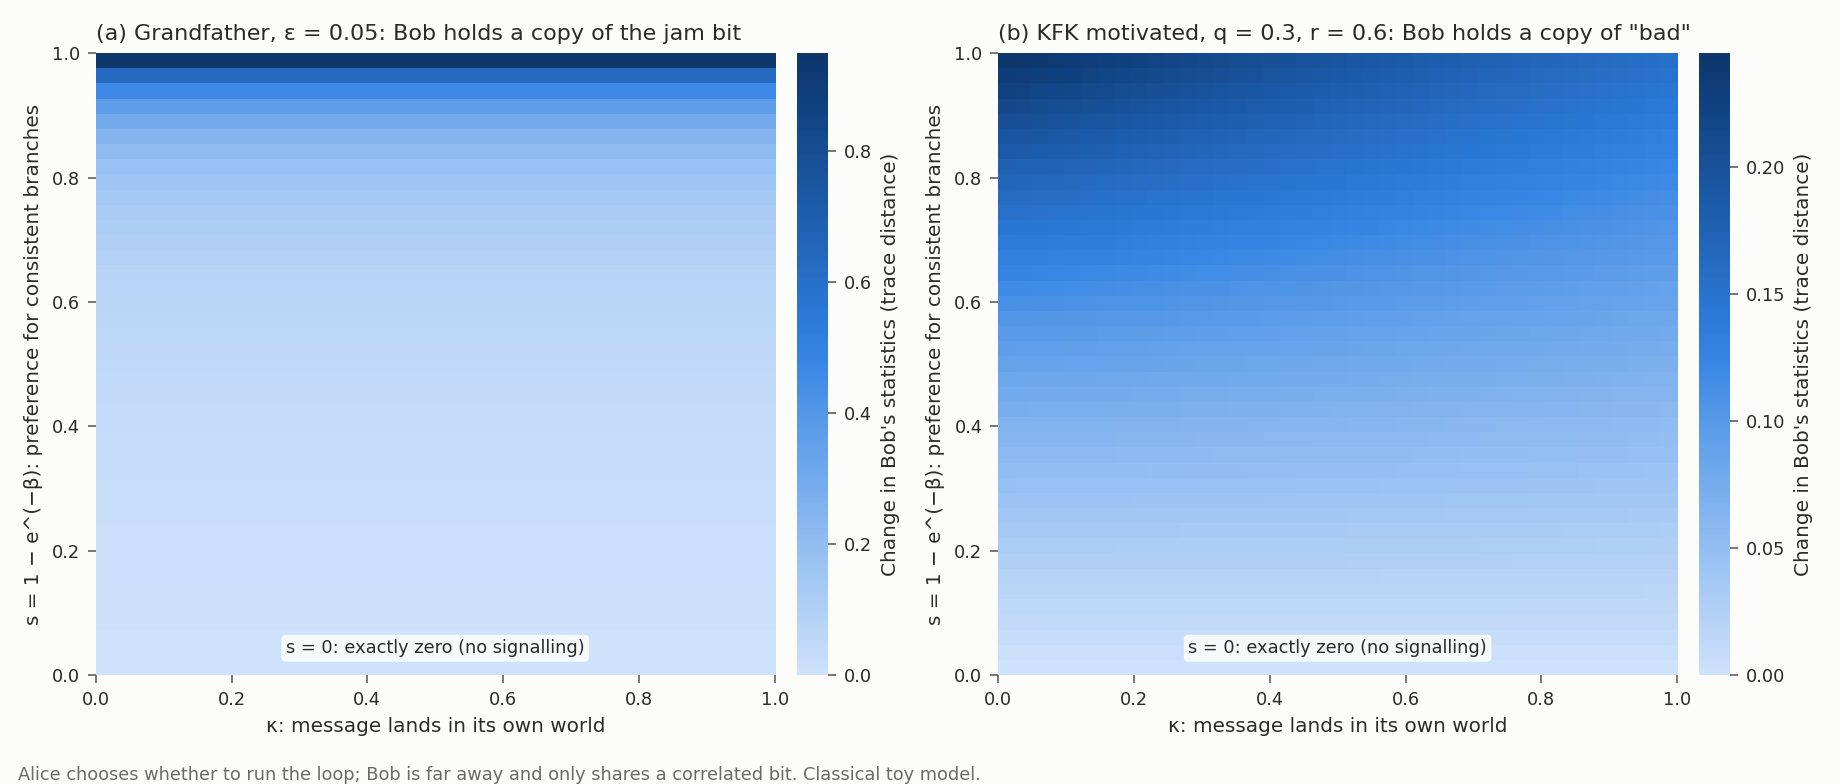 (a) Grandfather, ε = 0.05: Bob holds a copy of the jam bit
1.0
0.8
0.6
0.4
0.2
0.0
s = 1 − e^(−β): preference for consistent branches
s = 0: exactly zero (no signalling)
0.0 0.2 0.4 0.6 0.8 1.0
κ: message lands in its own world
0.8
0.6
0.4
0.2
0.0
Change in Bob's statistics (trace distance)
(b) KFK motivated, q = 0.3, r = 0.6: Bob holds a copy of "bad"
1.0
0.8
0.6
0.4
0.2
0.0
s = 1 − e^(−β): preference for consistent branches
s = 0: exactly zero (no signalling)
0.0 0.2 0.4 0.6 0.8 1.0
κ: message lands in its own world
0.20
0.15
0.10
0.05
0.00
Change in Bob's statistics (trace distance)
Alice chooses whether to run the loop; Bob is far away and only shares a correlated bit. Classical toy model.